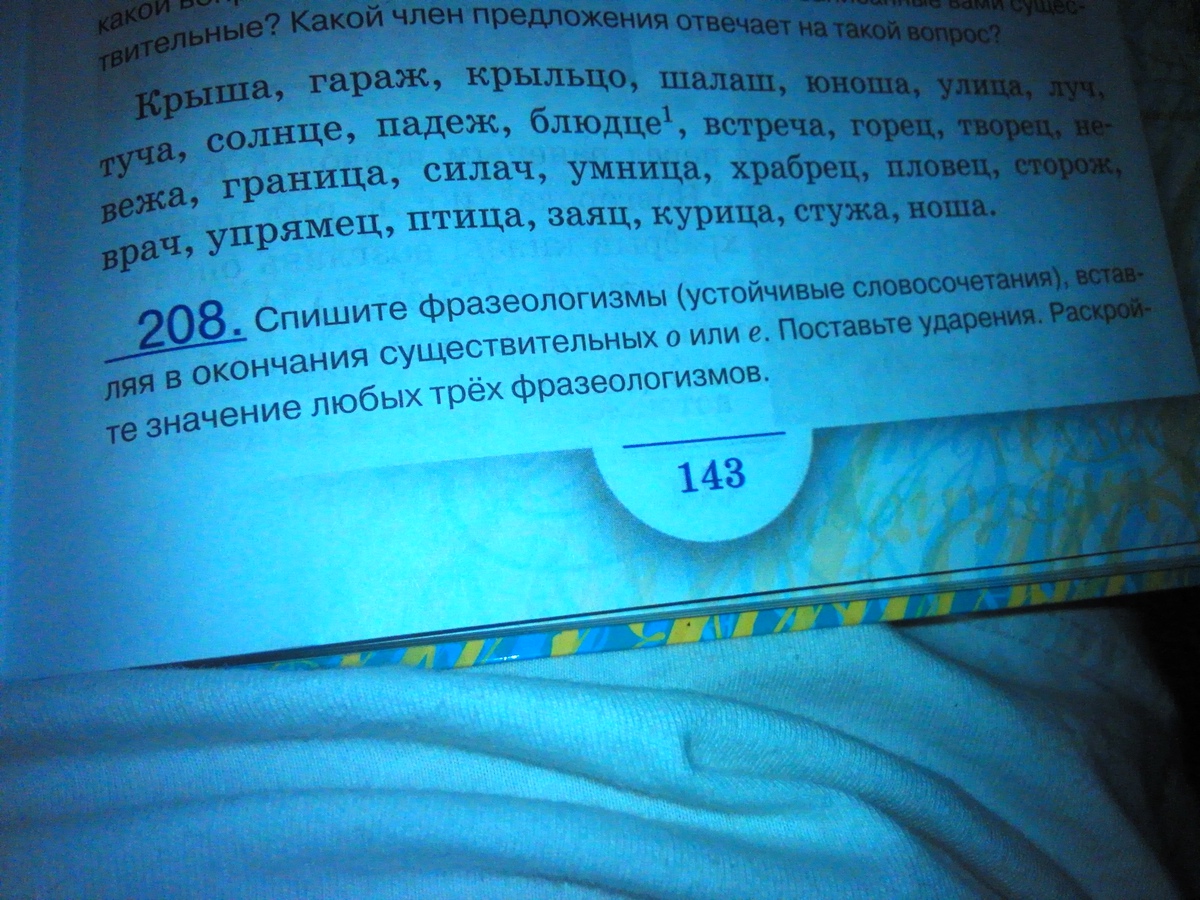 какой
твительные? Какой член предложения отвечает на такой вопрос?
Крыша, гараж, крыльцо, шалаш, юноша, улица, луч,
туча, солнце, падеж, блюдце¹, встреча, горец, творец, не-
вежа, граница, силач, умница, храбрец, пловец, сторож,
врач, упрямец, птица, заяц, курица, стужа, ноша.
208. Спишите фразеологизмы (устойчивые словосочетания), встав-
ляя в окончания существительных о или е. Поставьте ударения. Раскрой-
те значение любых трёх фразеологизмов.
143